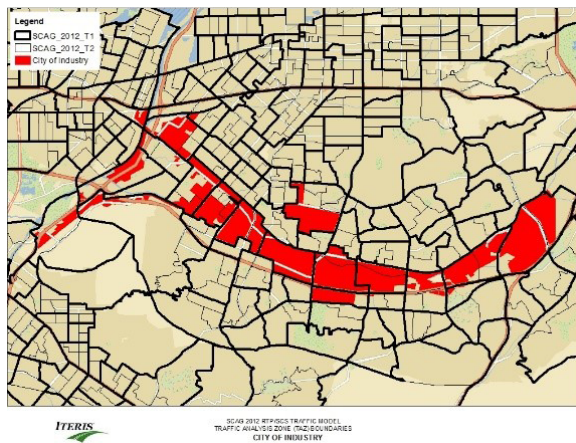 Legend
SCAG_2012_T1
SCAG_2012_T2
City of Industry
ITERIS
SCAG 2012 RTP/SCS TRAFFIC MODEL
TRAFFIC ANALYSIS ZONE (TAZ) BOUNDARIES
CITY OF INDUSTRY